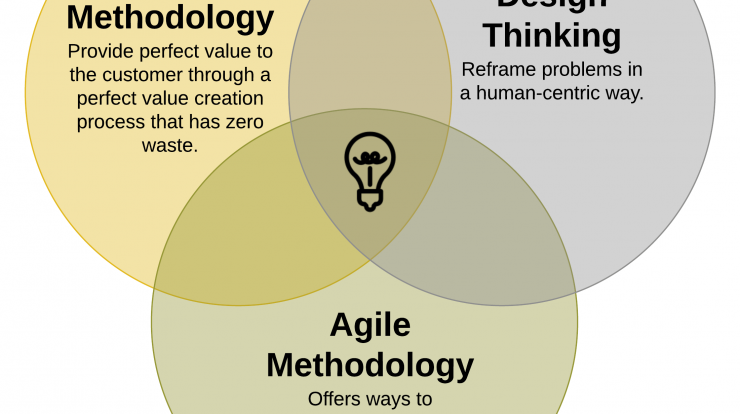 Methodology
Provide perfect value to
the customer through a
perfect value creation
process that has zero
waste.
Design
Thinking
Reframe problems in
a human-centric way.
Agile
Methodology
Offers ways to